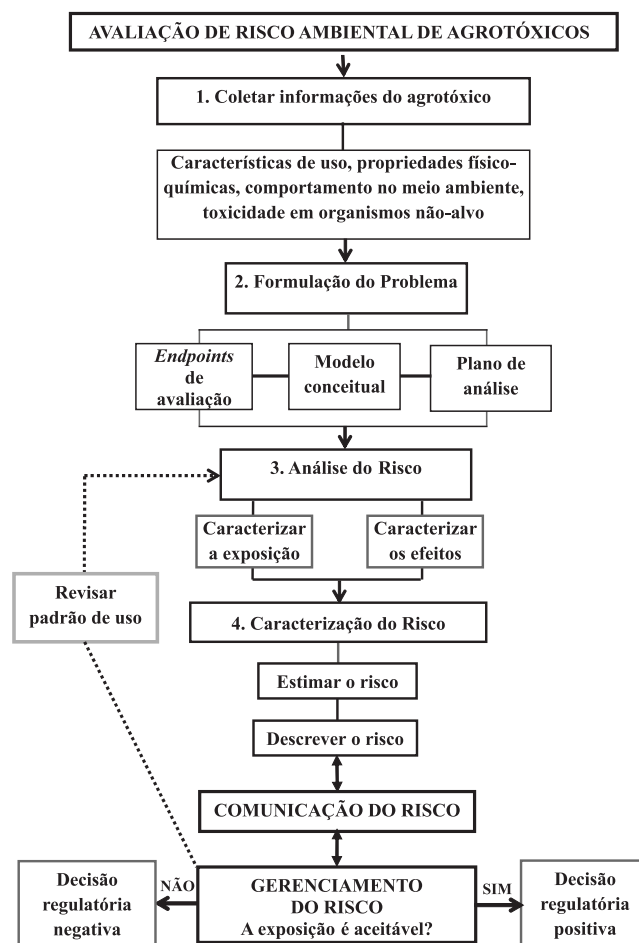 AVALIAÇÃO DE RISCO AMBIENTAL DE AGROTÓXICOS
1. Coletar informações do agrotóxico
Características de uso, propriedades físico-
químicas, comportamento no meio ambiente,
toxicidade em organismos não-alvo
2. Formulação do Problema
Endpoints
de
avaliação
Modelo
conceitual
Plano de
análise
3. Análise do Risco
Caracterizar
a exposição
Caracterizar
os efeitos
Revisar
padrão de uso
4. Caracterização do Risco
Estimar o risco
Descrever o risco
COMUNICAÇÃO DO RISCO
Decisão
regulatória
negativa
NÃO
GERENCIAMENTO
DO RISCO
A exposição é aceitável?
SIM
Decisão
regulatória
positiva